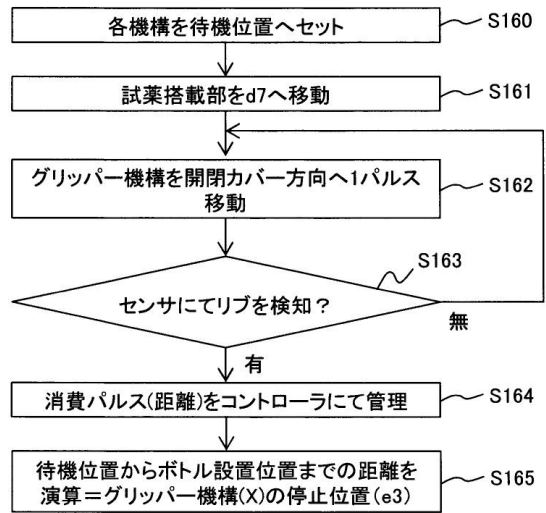 各機構を待機位置へセット
S160
試薬搭載部をd7へ移動
S161
グリッパー機構を開閉カバー方向へ1パルス
移動
S162
センサにてリブを検知？
S163
無
有
消費パルス(距離)をコントローラにて管理
S164
待機位置からボトル設置位置までの距離を
演算＝グリッパー機構(X)の停止位置(e3)
S165